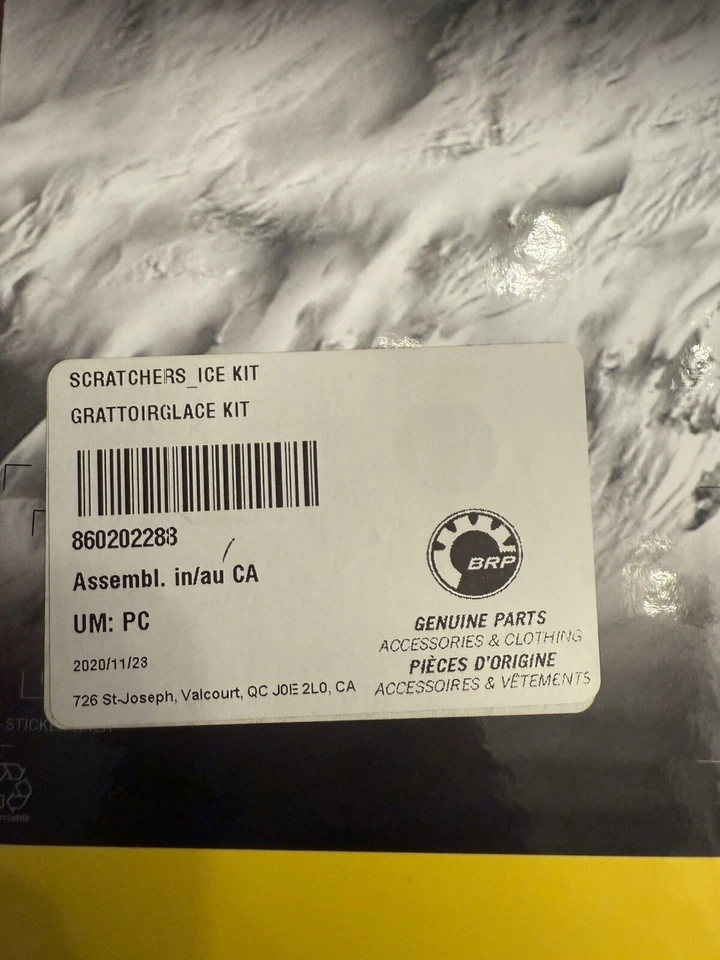 SCRATCHERS_ICE KIT
GRATTOIRGLACE KIT
860202288
Assembl. in/au CA
UM: PC
2020/11/23
726 St-Joseph, Valcourt, QC J0E 2L0, CA
BRP
GENUINE PARTS
ACCESSORIES & CLOTHING
PIÈCES D'ORIGINE
ACCESSOIRES & VÊTEMENTS